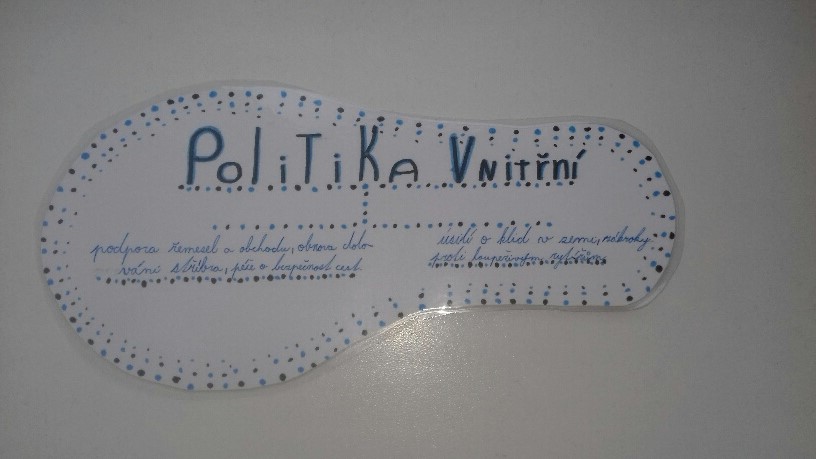 Politika Vnitřní
podpora řemesel a obchodu, obnova dolo-
vání stříbra, péče o bezpečnost cest.
úsilí o klid v zemi, zákroky
proti loupeživým rytířům.